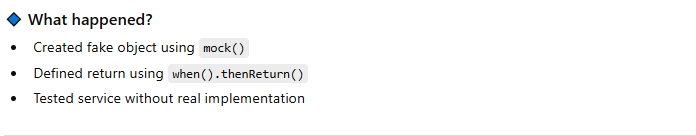 What happened?
Created fake object using mock()
Defined return using when().thenReturn()
Tested service without real implementation